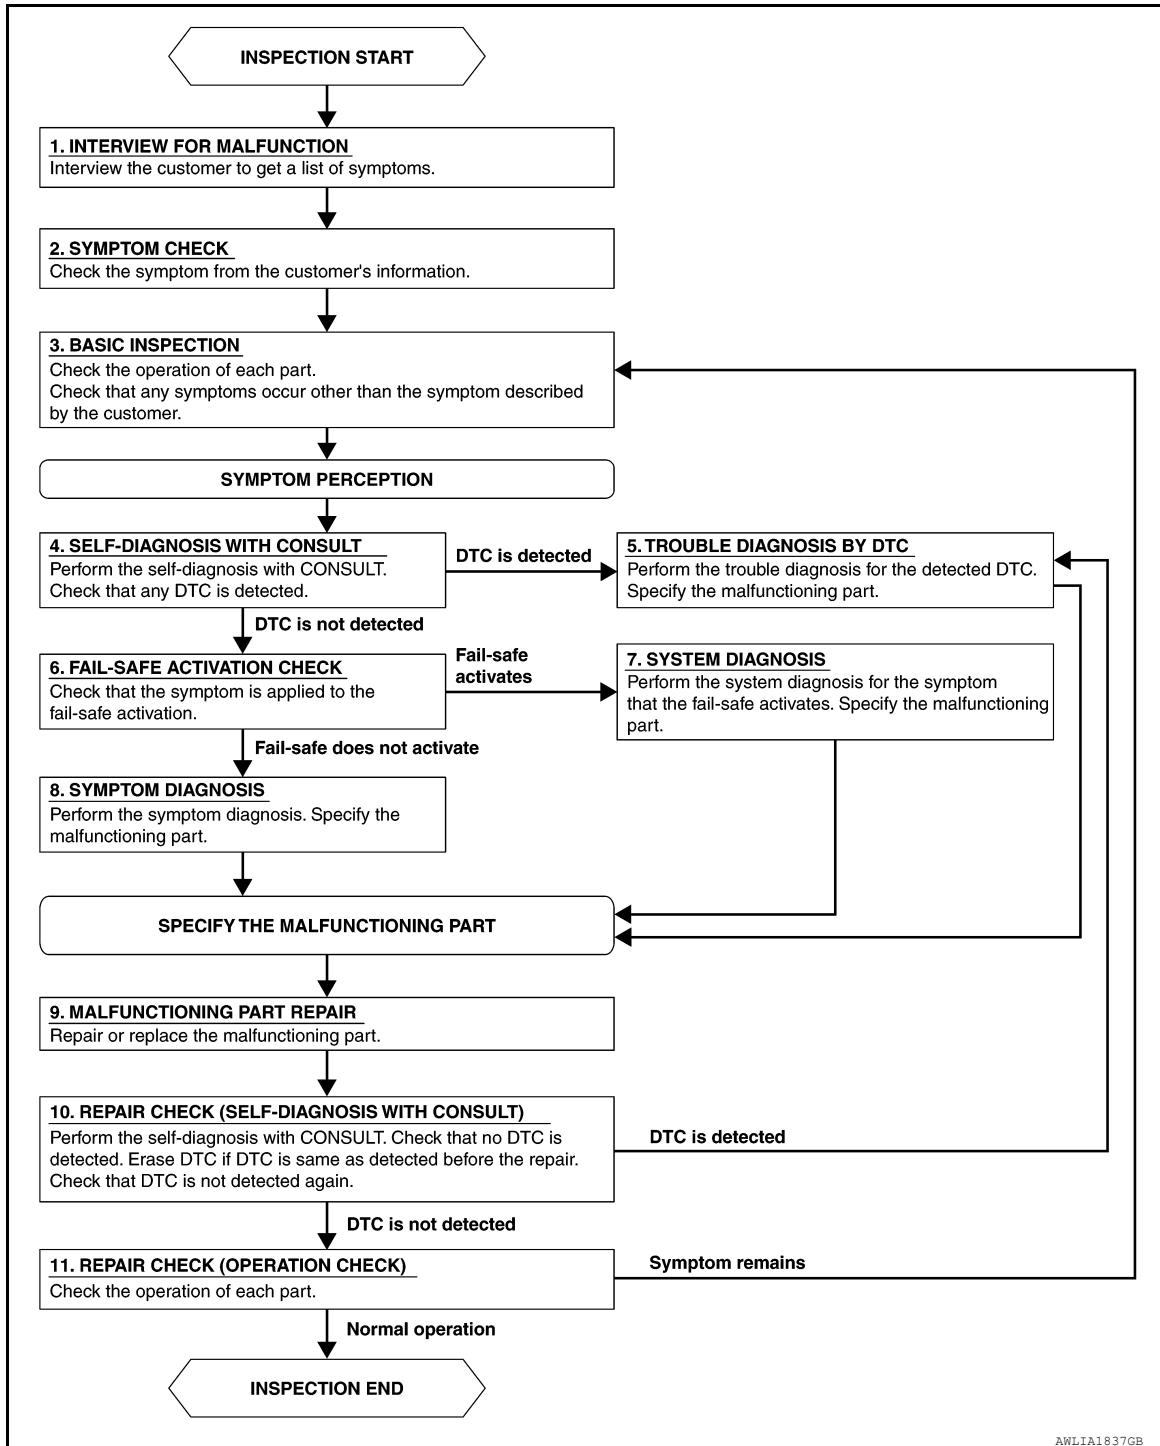 INSPECTION START
1. INTERVIEW FOR MALFUNCTION
Interview the customer to get a list of symptoms.
2. SYMPTOM CHECK
Check the symptom from the customer's information.
3. BASIC INSPECTION
Check the operation of each part.
Check that any symptoms occur other than the symptom described
by the customer.
SYMPTOM PERCEPTION
4. SELF-DIAGNOSIS WITH CONSULT
Perform the self-diagnosis with CONSULT.
Check that any DTC is detected.
DTC is detected
5. TROUBLE DIAGNOSIS BY DTC
Perform the trouble diagnosis for the detected DTC.
Specify the malfunctioning part.
DTC is not detected
6. FAIL-SAFE ACTIVATION CHECK
Check that the symptom is applied to the
fail-safe activation.
Fail-safe
activates
7. SYSTEM DIAGNOSIS
Perform the system diagnosis for the symptom
that the fail-safe activates. Specify the malfunctioning
part.
Fail-safe does not activate
8. SYMPTOM DIAGNOSIS
Perform the symptom diagnosis. Specify the
malfunctioning part.
SPECIFY THE MALFUNCTIONING PART
9. MALFUNCTIONING PART REPAIR
Repair or replace the malfunctioning part.
10. REPAIR CHECK (SELF-DIAGNOSIS WITH CONSULT)
Perform the self-diagnosis with CONSULT. Check that no DTC is
detected. Erase DTC if DTC is same as detected before the repair.
Check that DTC is not detected again.
DTC is detected
DTC is not detected
11. REPAIR CHECK (OPERATION CHECK)
Check the operation of each part.
Symptom remains
Normal operation
INSPECTION END
AWLIA1837GB